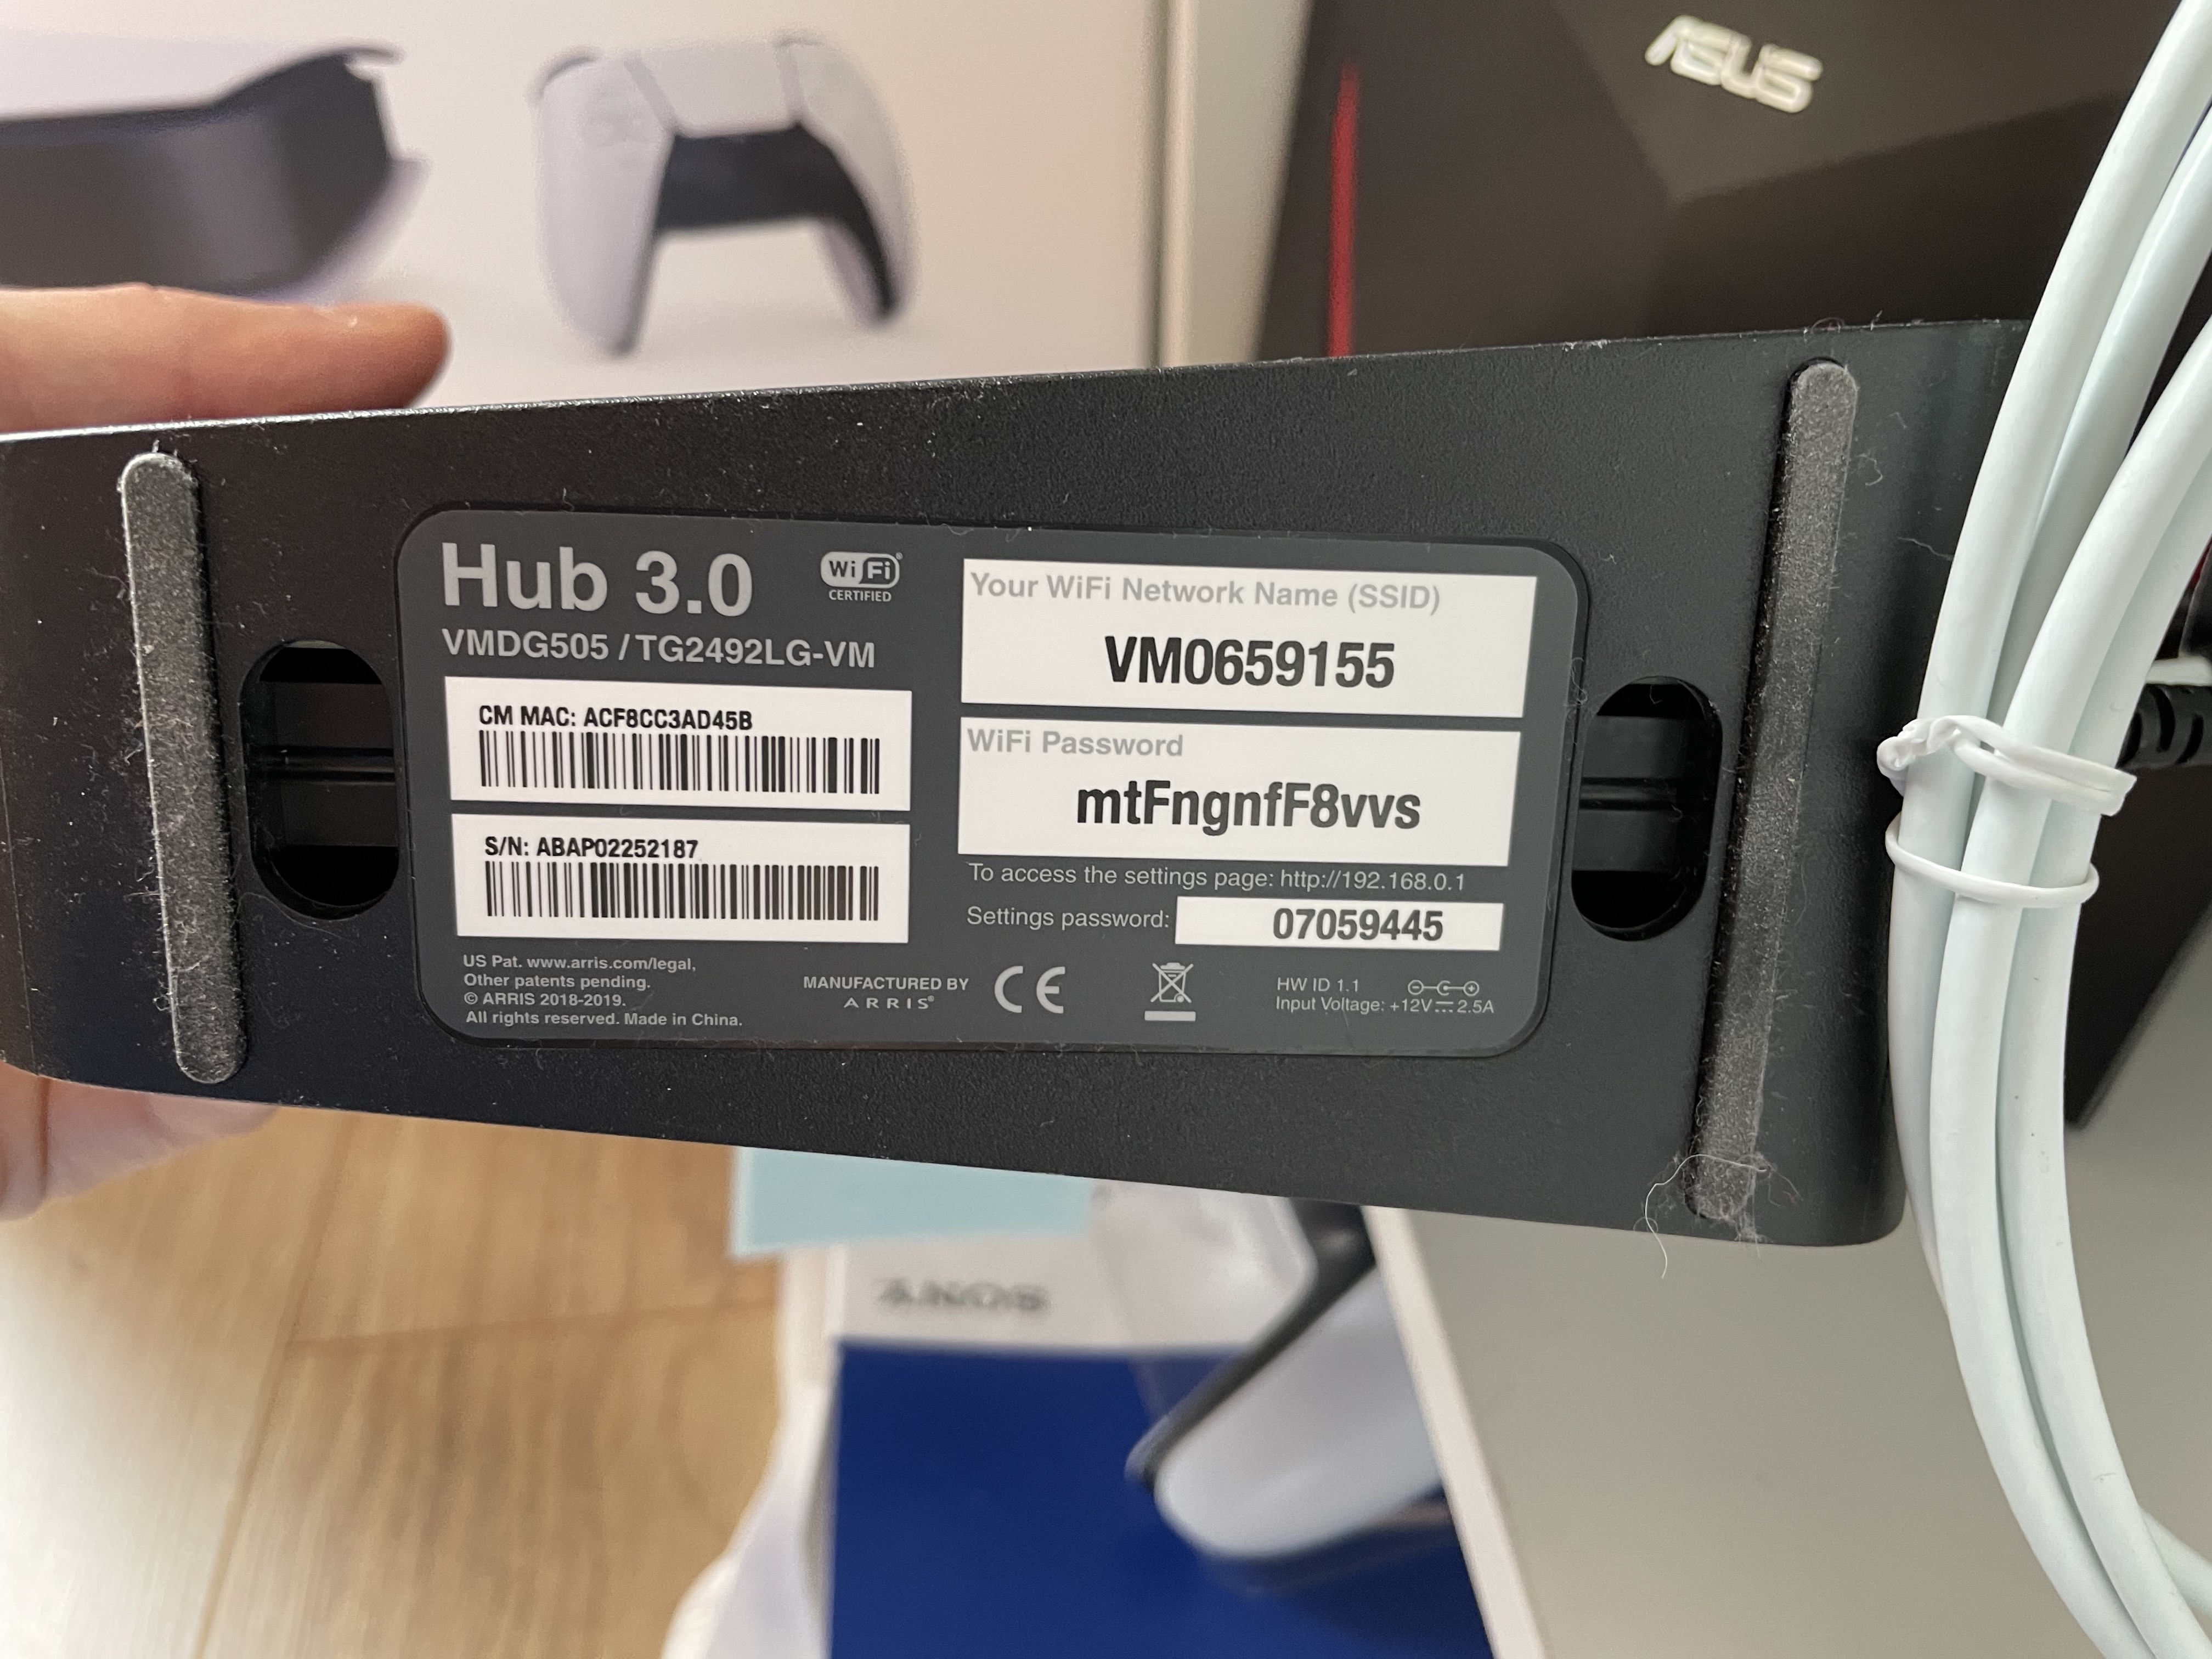 ASUS
Hub 3.0
WiFi®
CERTIFIED
VMDG505 / TG2492LG-VM
CM MAC: ACF8CC3AD45B
S/N: ABAP02252187
US Pat. www.arris.com/legal,
Other patents pending.
© ARRIS 2018-2019.
All rights reserved. Made in China.
MANUFACTURED BY
ARRIS®
CE
Your WiFi Network Name (SSID)
VM0659155
WiFi Password
mtFngnfF8vvs
To access the settings page: http://192.168.0.1
Settings password: 07059445
HW ID 1.1
Input Voltage: +12V⎓2.5A
SONY